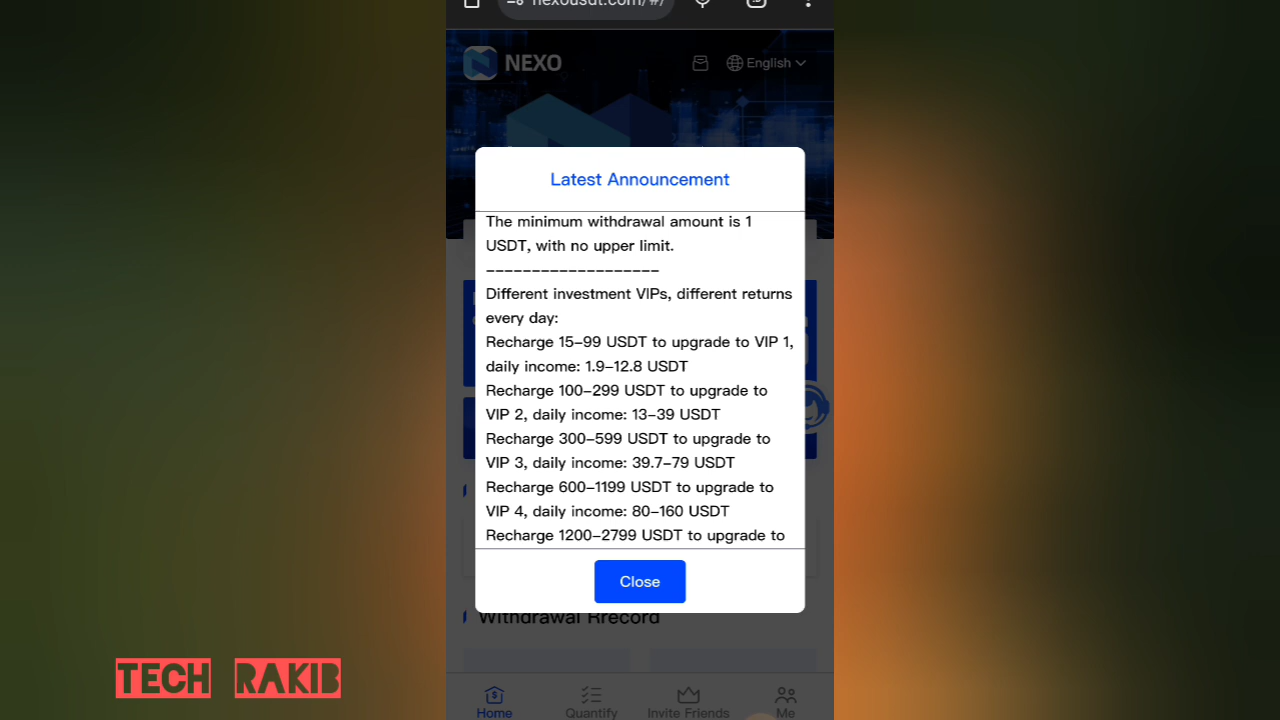 nexousdt.com/#/
NEXO
English
Latest Announcement
The minimum withdrawal amount is 1
USDT, with no upper limit.
-------------------
Different investment VIPs, different returns
every day:
Recharge 15–99 USDT to upgrade to VIP 1,
daily income: 1.9–12.8 USDT
Recharge 100–299 USDT to upgrade to
VIP 2, daily income: 13–39 USDT
Recharge 300–599 USDT to upgrade to
VIP 3, daily income: 39.7–79 USDT
Recharge 600–1199 USDT to upgrade to
VIP 4, daily income: 80–160 USDT
Recharge 1200–2799 USDT to upgrade to
Close
Withdrawal Rrecord
TECH RAKIB
Home
Quantify
Invite Friends
Me